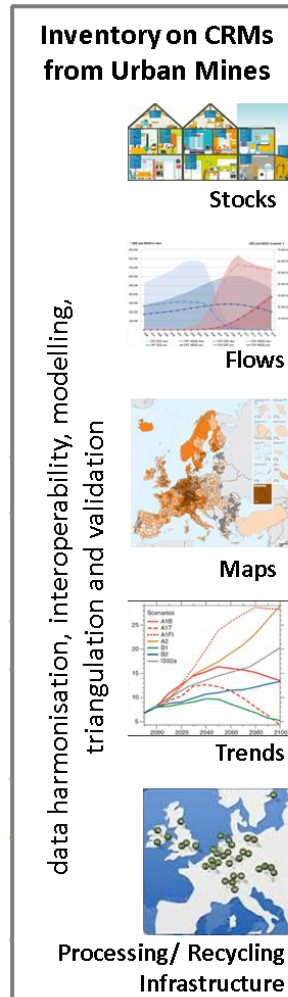 Inventory on CRMs
from Urban Mines
Stocks
Flows
data harmonisation, interoperability, modelling,
triangulation and validation
Maps
Scenarios
A1B
A1T
A1FI
A2
B1
B2
IS92a
25
20
15
10
5
2000 2020 2040 2060 2080 2100
Trends
Processing/ Recycling
Infrastructure